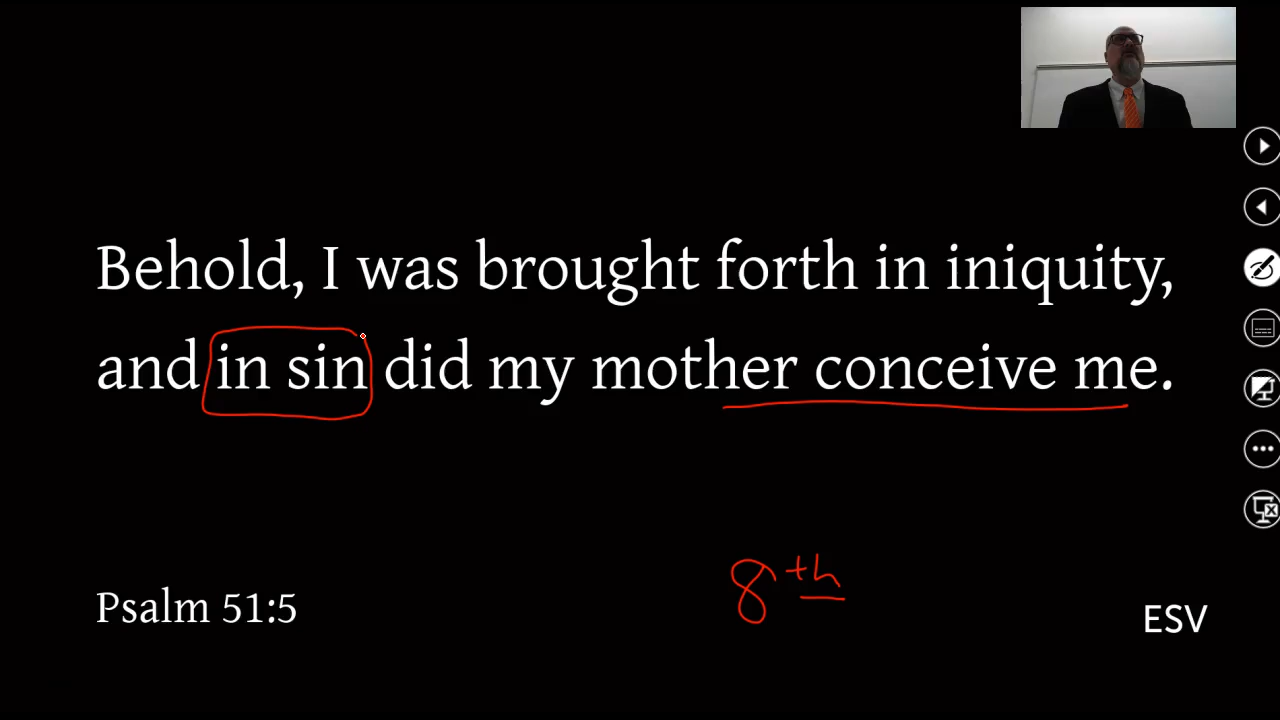 Behold, I was brought forth in iniquity,
and in sin did my mother conceive me.
8th
Psalm 51:5
ESV